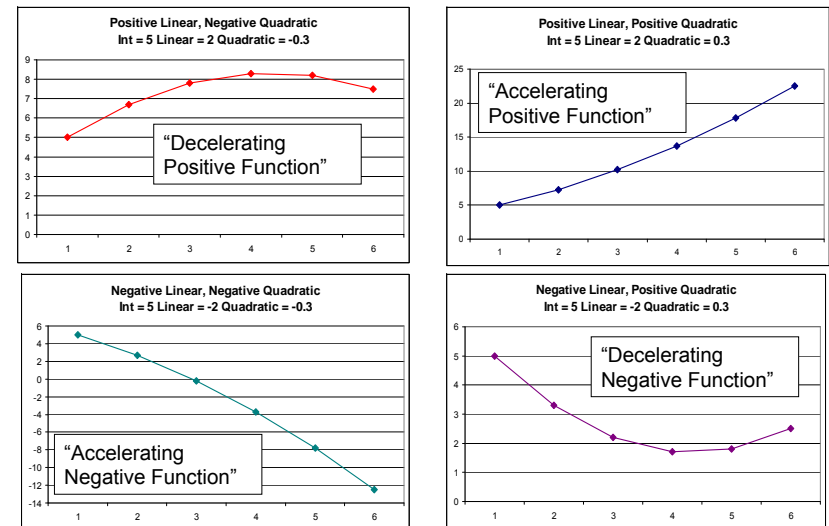 Positive Linear, Negative Quadratic
Int = 5 Linear = 2 Quadratic = -0.3
9
8
7
6
5
4
3
2
1
0
“Decelerating
Positive Function”
1 2 3 4 5 6
Positive Linear, Positive Quadratic
Int = 5 Linear = 2 Quadratic = 0.3
25
20
15
10
5
0
“Accelerating
Positive Function”
1 2 3 4 5 6
Negative Linear, Negative Quadratic
Int = 5 Linear = -2 Quadratic = -0.3
6
4
2
0
-2
-4
-6
-8
-10
-12
-14
“Accelerating
Negative Function”
1 2 3 4 5 6
Negative Linear, Positive Quadratic
Int = 5 Linear = -2 Quadratic = 0.3
6
5
4
3
2
1
0
“Decelerating
Negative Function”
1 2 3 4 5 6